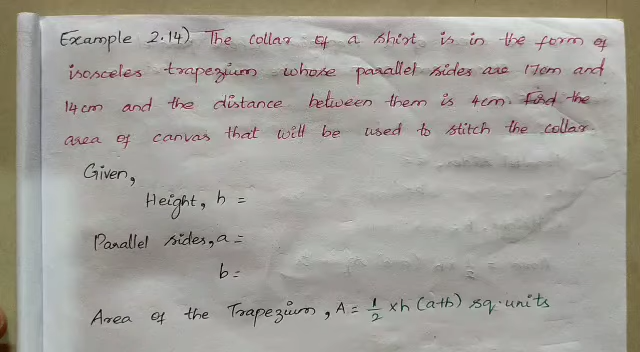 Example 2.14) The collar of a shirt is in the form of
isosceles trapezium whose parallel sides are 17cm and
14cm and the distance between them is 4cm. Find the
area of canvas that will be used to stitch the collar.
Given,
Height, h =
Parallel sides, a =
b =
Area of the Trapezium, A = 1/2 × h (a+b) sq.units